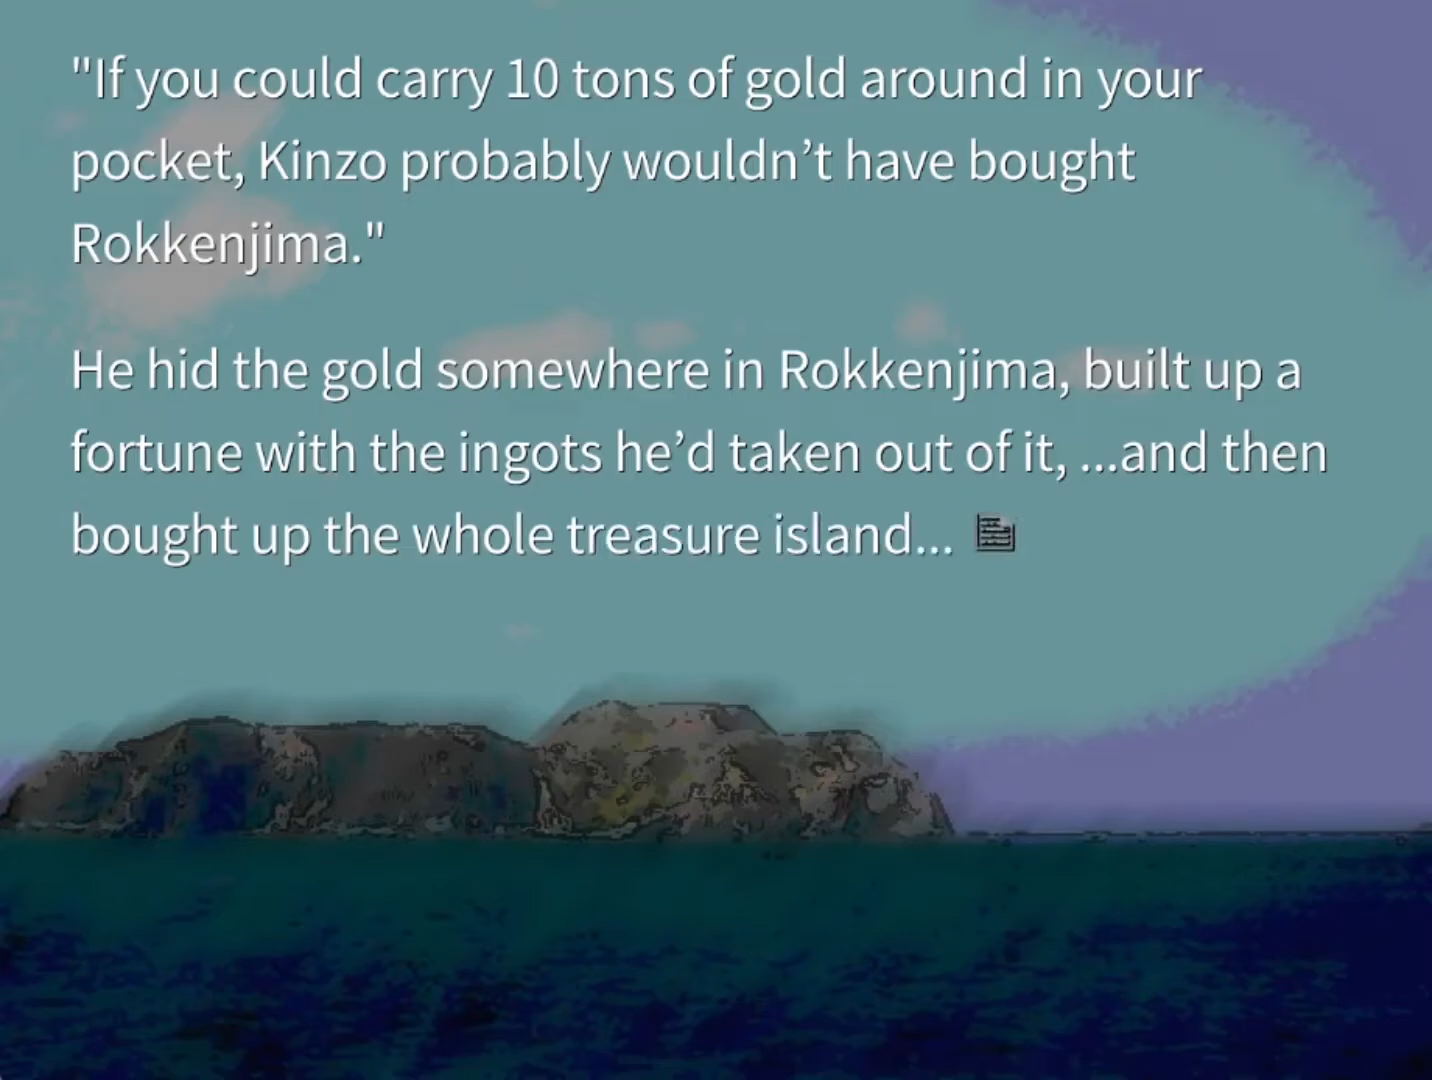 "If you could carry 10 tons of gold around in your
pocket, Kinzo probably wouldn’t have bought
Rokkenjima."
He hid the gold somewhere in Rokkenjima, built up a
fortune with the ingots he’d taken out of it, ...and then
bought up the whole treasure island...